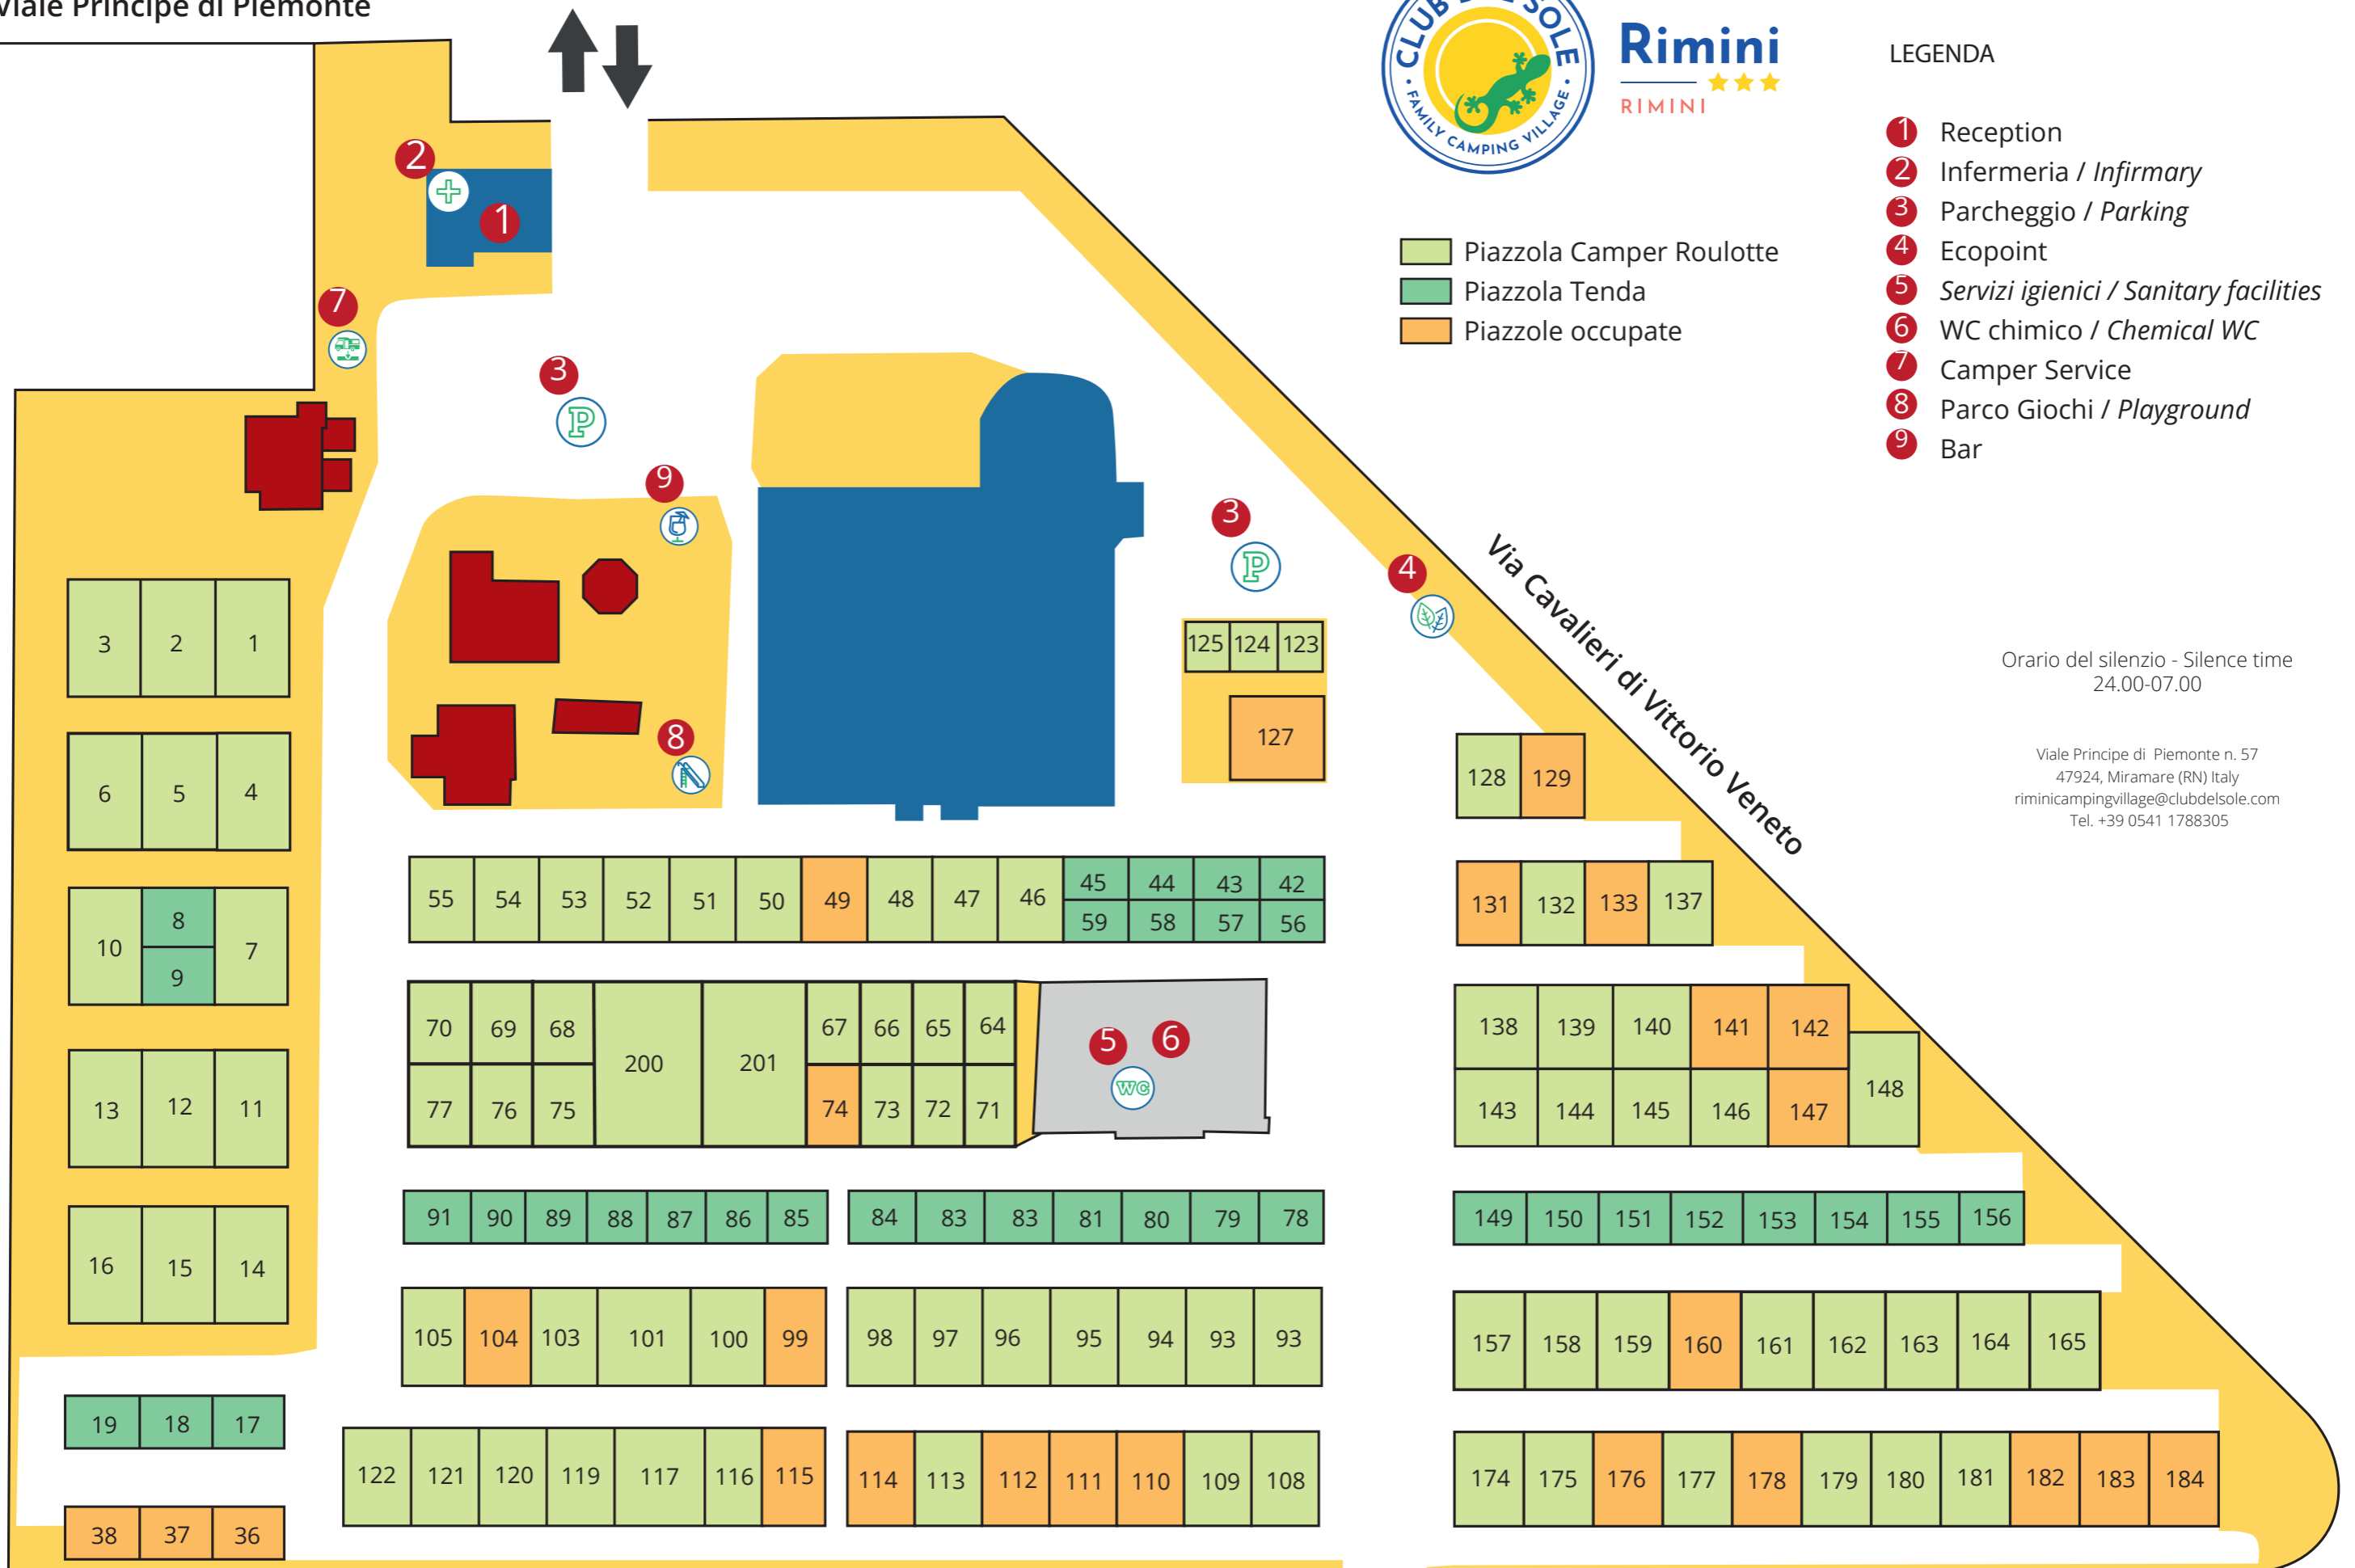 Viale Principe di Piemonte
CLUB DEL SOLE
• FAMILY CAMPING VILLAGE •
Rimini
RIMINI
LEGENDA
1 Reception
2 Infermeria / Infirmary
3 Parcheggio / Parking
4 Ecopoint
5 Servizi igienici / Sanitary facilities
6 WC chimico / Chemical WC
7 Camper Service
8 Parco Giochi / Playground
9 Bar
Piazzola Camper Roulotte
Piazzola Tenda
Piazzole occupate
Via Cavalieri di Vittorio Veneto
Orario del silenzio - Silence time
24.00-07.00
Viale Principe di Piemonte n. 57
47924, Miramare (RN) Italy
riminicampingvillage@clubdelsole.com
Tel. +39 0541 1788305
2
1
7
3
P
9
3
P
4
8
3 2 1
6 5 4
10 8 7
9
13 12 11
16 15 14
19 18 17
38 37 36
125 124 123
127
128 129
55 54 53 52 51 50 49 48 47 46 45 44 43 42
59 58 57 56
131 132 133 137
70 69 68 200 201 67 66 65 64
77 76 75 74 73 72 71
5 6
WC
138 139 140 141 142
143 144 145 146 147 148
91 90 89 88 87 86 85 84 83 83 81 80 79 78
149 150 151 152 153 154 155 156
105 104 103 101 100 99 98 97 96 95 94 93 93
157 158 159 160 161 162 163 164 165
122 121 120 119 117 116 115 114 113 112 111 110 109 108
174 175 176 177 178 179 180 181 182 183 184